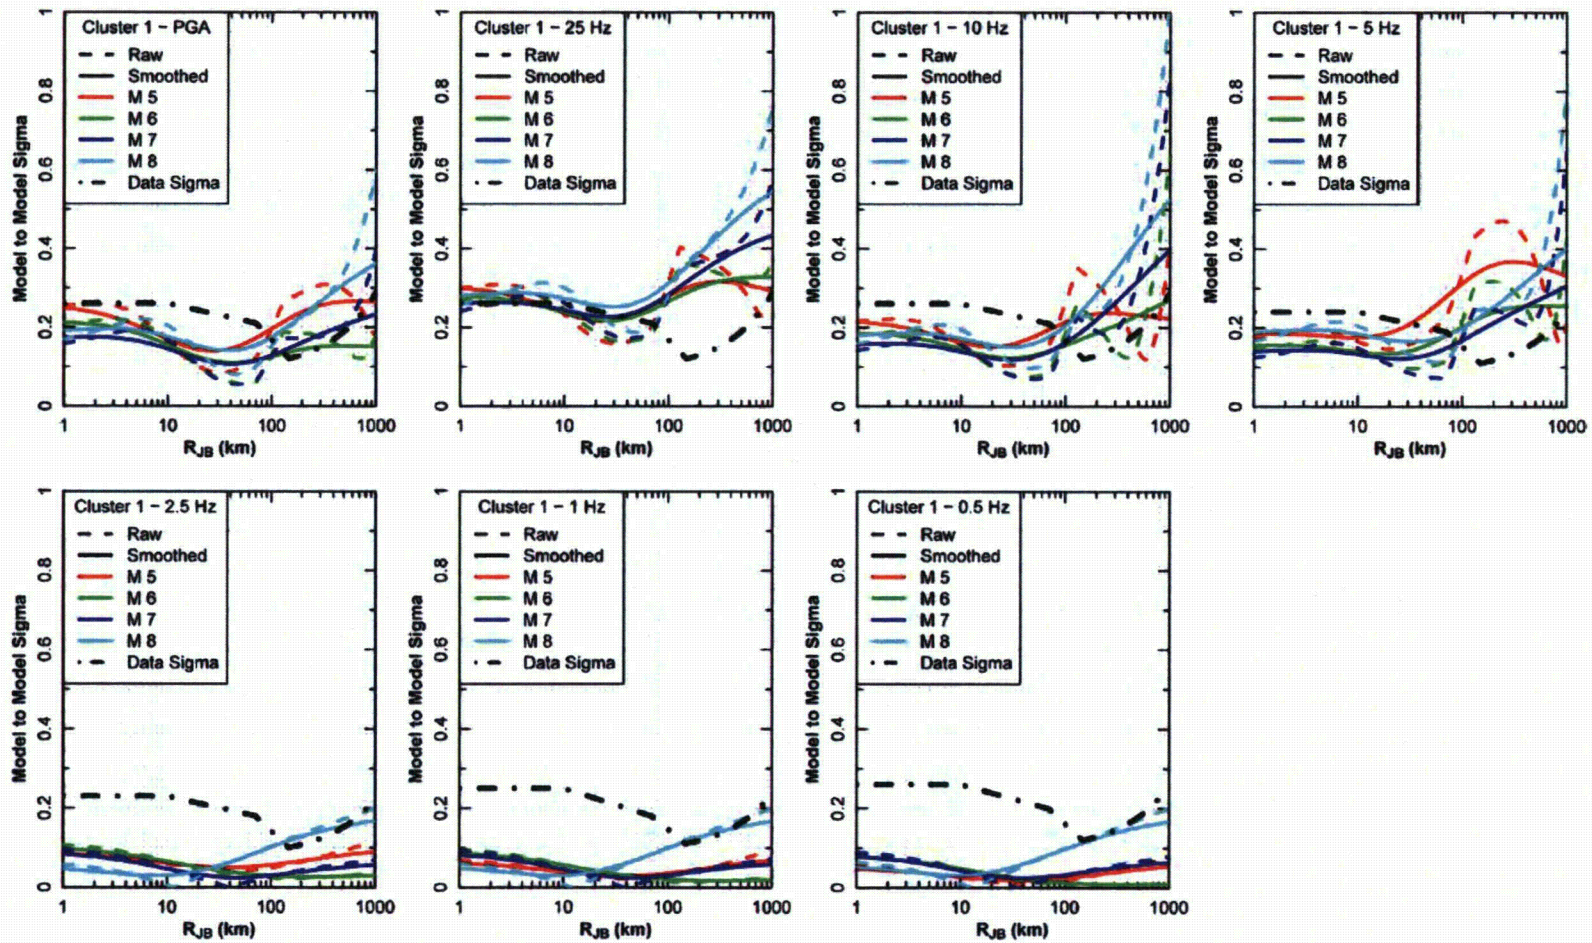 Cluster 1 – PGA
Raw
Smoothed
M 5
M 6
M 7
M 8
Data Sigma
Model to Model Sigma
0
0.2
0.4
0.6
0.8
1
1
10
100
1000
R_JB (km)
Cluster 1 – 25 Hz
Raw
Smoothed
M 5
M 6
M 7
M 8
Data Sigma
Model to Model Sigma
0
0.2
0.4
0.6
0.8
1
1
10
100
1000
R_JB (km)
Cluster 1 – 10 Hz
Raw
Smoothed
M 5
M 6
M 7
M 8
Data Sigma
Model to Model Sigma
0
0.2
0.4
0.6
0.8
1
1
10
100
1000
R_JB (km)
Cluster 1 – 5 Hz
Raw
Smoothed
M 5
M 6
M 7
M 8
Data Sigma
Model to Model Sigma
0
0.2
0.4
0.6
0.8
1
1
10
100
1000
R_JB (km)
Cluster 1 – 2.5 Hz
Raw
Smoothed
M 5
M 6
M 7
M 8
Data Sigma
Model to Model Sigma
0
0.2
0.4
0.6
0.8
1
1
10
100
1000
R_JB (km)
Cluster 1 – 1 Hz
Raw
Smoothed
M 5
M 6
M 7
M 8
Data Sigma
Model to Model Sigma
0
0.2
0.4
0.6
0.8
1
1
10
100
1000
R_JB (km)
Cluster 1 – 0.5 Hz
Raw
Smoothed
M 5
M 6
M 7
M 8
Data Sigma
Model to Model Sigma
0
0.2
0.4
0.6
0.8
1
1
10
100
1000
R_JB (km)